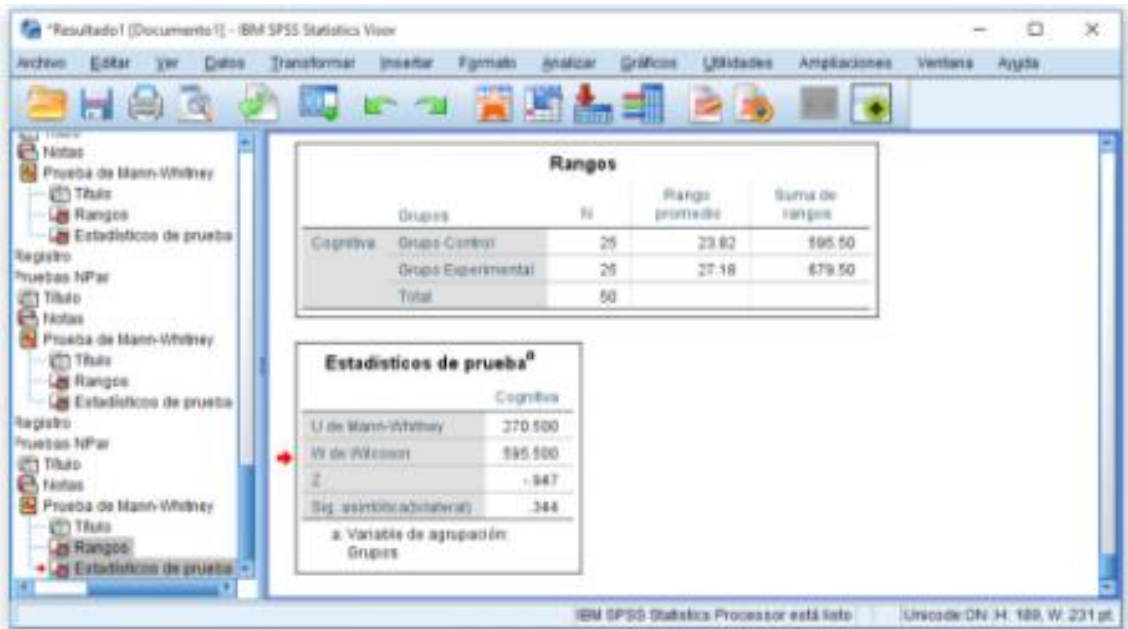 *Resultado1 [Documento1] - IBM SPSS Statistics Visor
Archivo Editar Ver Datos Transformar Insertar Formato Analizar Gráficos Utilidades Ampliaciones Ventana Ayuda
Notas
Prueba de Mann-Whitney
Título
Rangos
Estadísticos de prueba
Registro
Pruebas NPar
Título
Notas
Prueba de Mann-Whitney
Título
Rangos
Estadísticos de prueba
Registro
Pruebas NPar
Título
Notas
Prueba de Mann-Whitney
Título
Rangos
Estadísticos de prueba
Rangos
Grupos N Rango promedio Suma de rangos
Cognitiva Grupo Control 25 23.82 595.50
Grupo Experimental 25 27.18 679.50
Total 50
Estadísticos de pruebaª
Cognitiva
U de Mann-Whitney 270.500
W de Wilcoxon 595.500
Z -.947
Sig. asintótica(bilateral) .344
a. Variable de agrupación:
Grupos
IBM SPSS Statistics Processor está listo Unicode:ON H: 189, W: 231 pt.